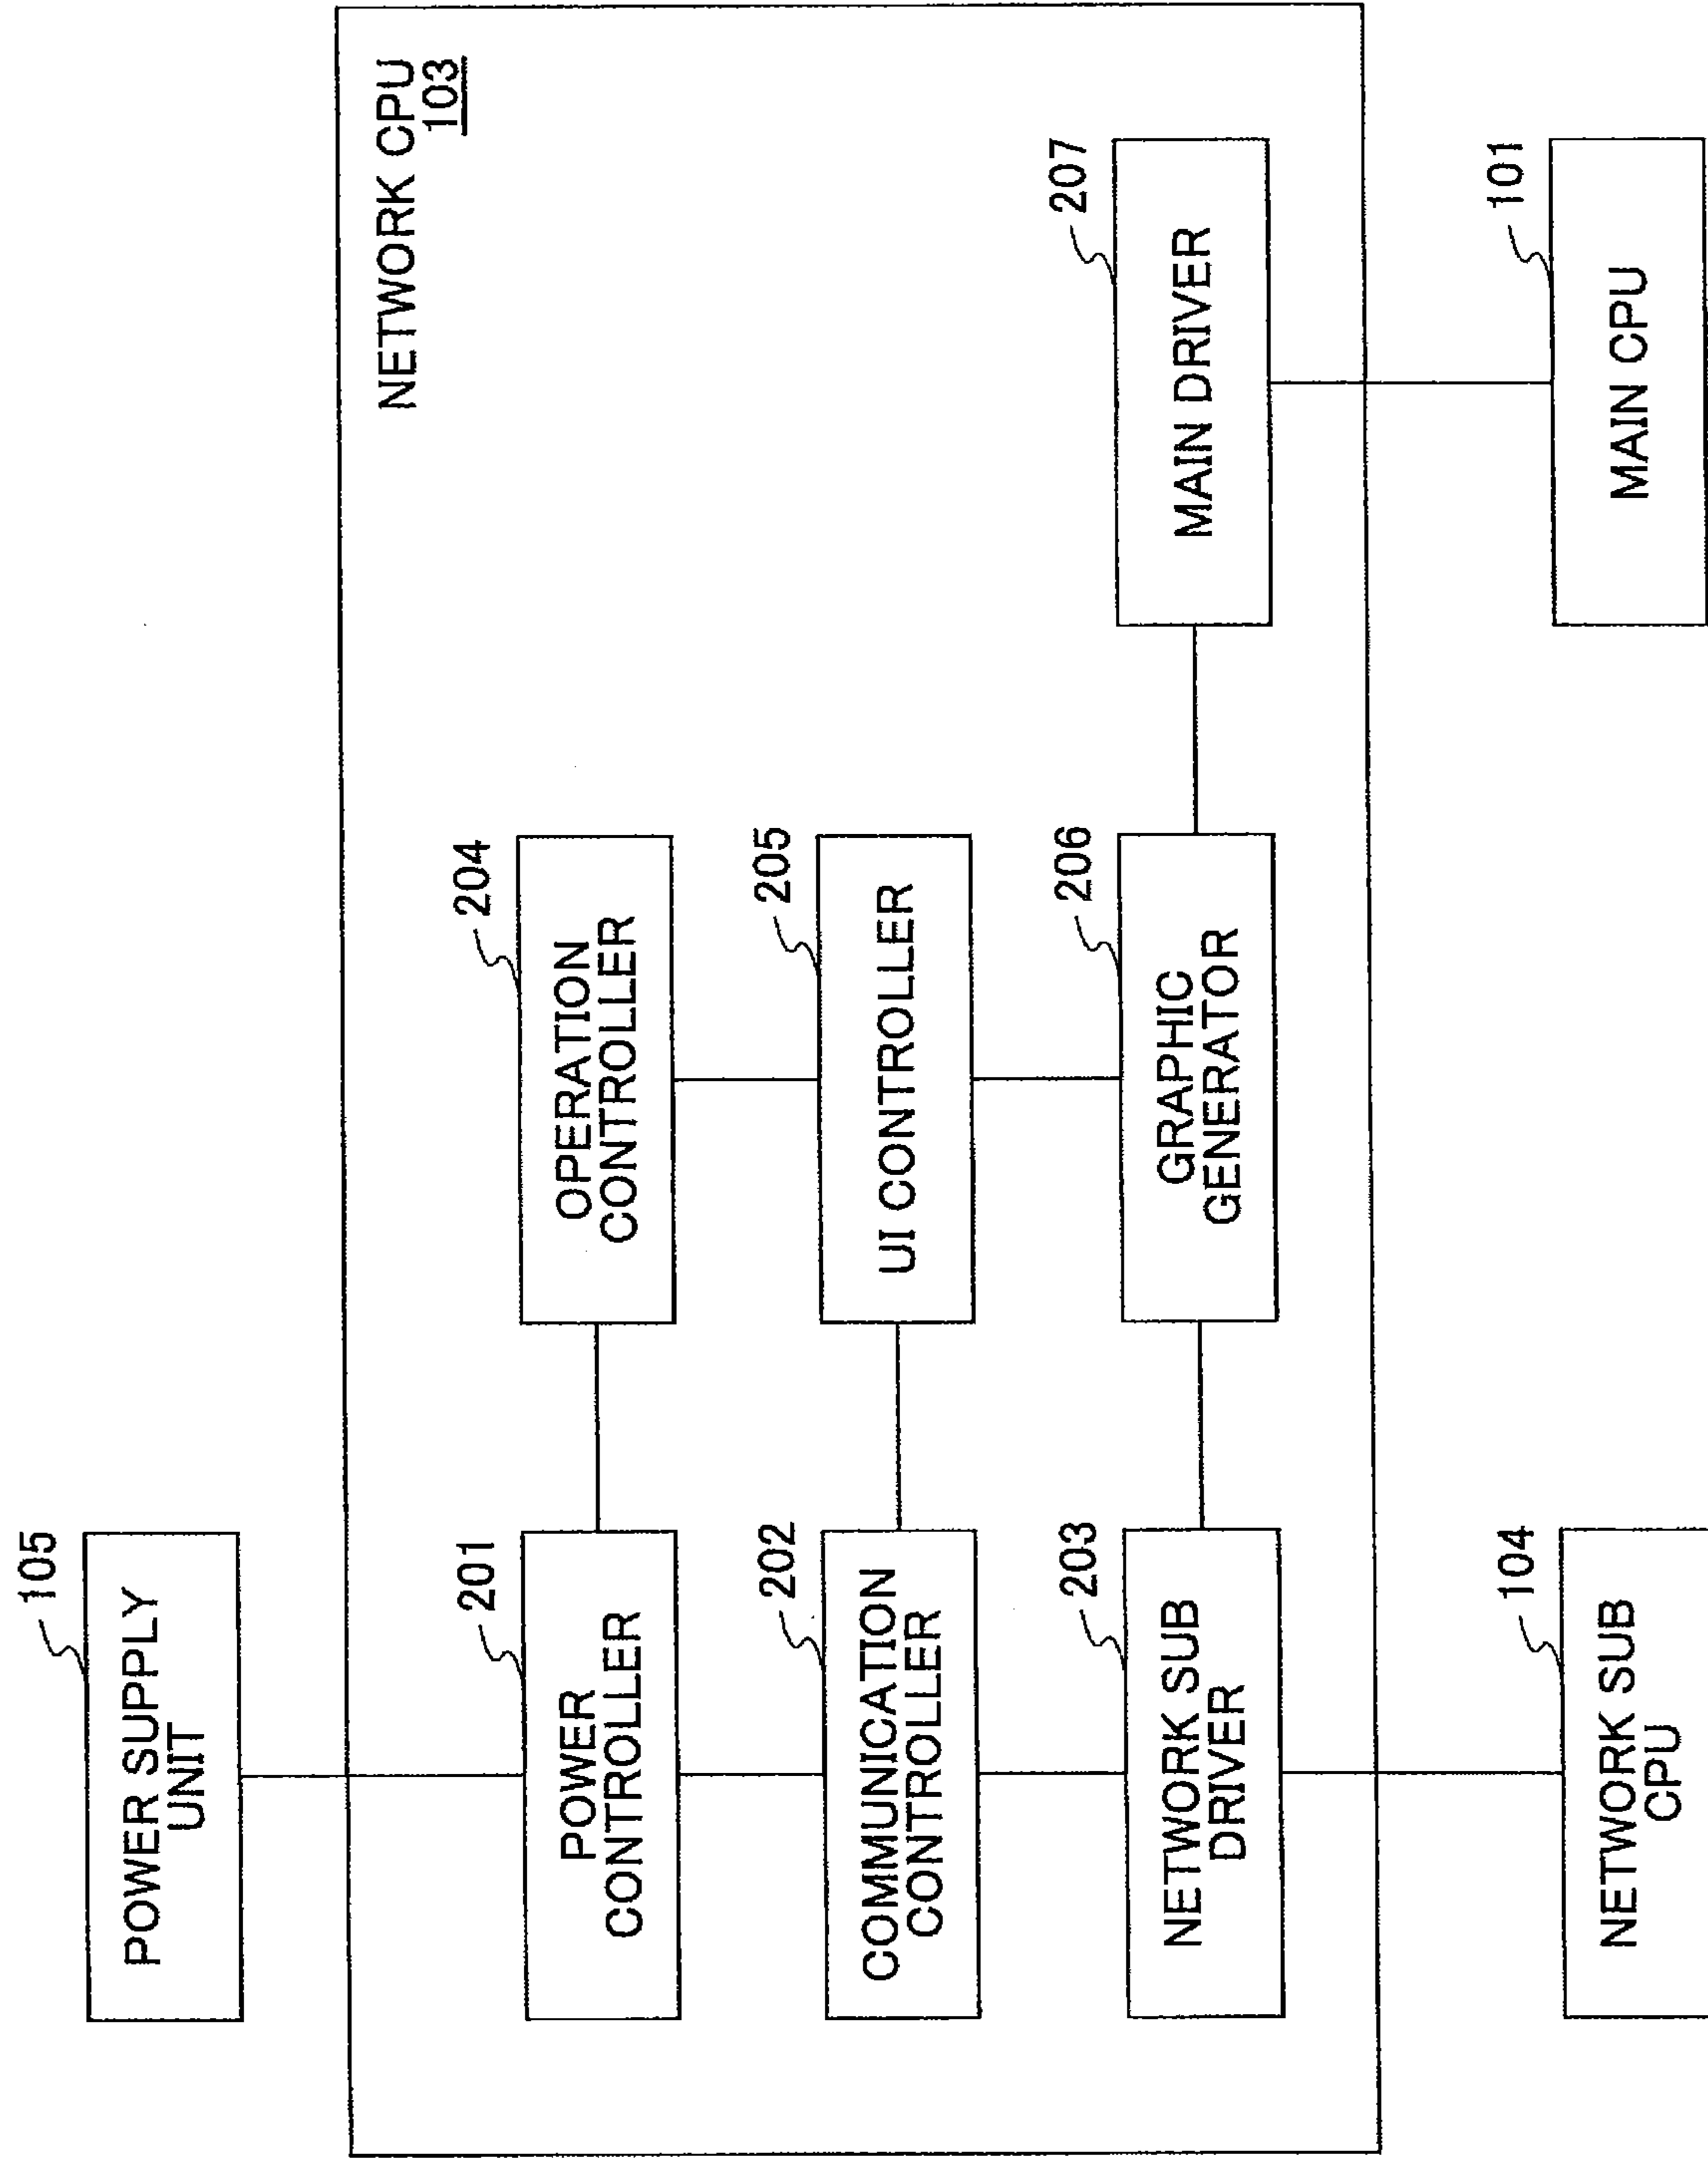 105
POWER SUPPLY
UNIT
NETWORK CPU
103
201
POWER
CONTROLLER
204
OPERATION
CONTROLLER
202
COMMUNICATION
CONTROLLER
205
UI CONTROLLER
203
NETWORK SUB
DRIVER
206
GRAPHIC
GENERATOR
207
MAIN DRIVER
104
NETWORK SUB
CPU
101
MAIN CPU